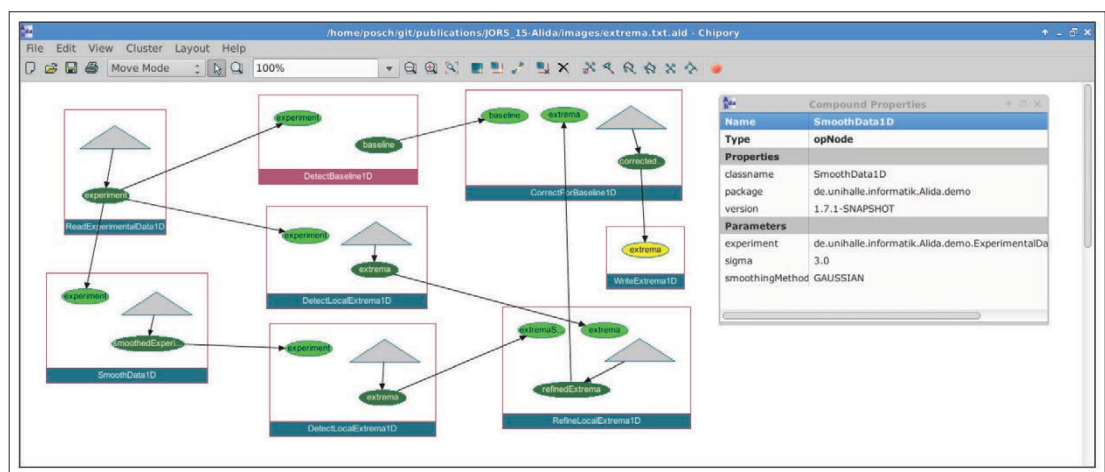 /home/posch/git/publications/JORS_15-Alida/images/extrema.txt.ald - Chipory
File Edit View Cluster Layout Help
Move Mode 100%
experiment
baseline
DetectBaseline1D
baseline
extrema
corrected...
CorrectForBaseline1D
experiment
ReadExperimentalData1D
experiment
extrema
DetectLocalExtrema1D
extrema
WriteExtrema1D
experiment
smoothedExperi...
SmoothData1D
experiment
extrema
DetectLocalExtrema1D
extremaS...
extrema
refinedExtrema
RefineLocalExtrema1D
Compound Properties
Name SmoothData1D
Type opNode
Properties
classname SmoothData1D
package de.unihalle.informatik.Alida.demo
version 1.7.1-SNAPSHOT
Parameters
experiment de.unihalle.informatik.Alida.demo.ExperimentalDa
sigma 3.0
smoothingMethod GAUSSIAN